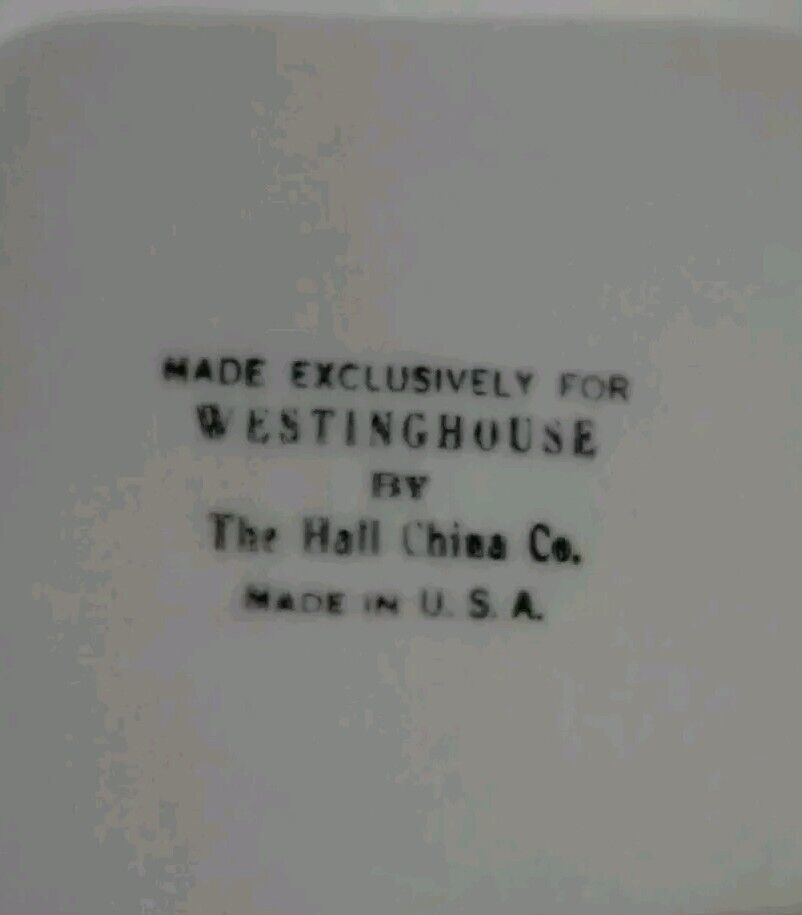 MADE EXCLUSIVELY FOR
WESTINGHOUSE
BY
The Hall China Co.
MADE IN U. S. A.